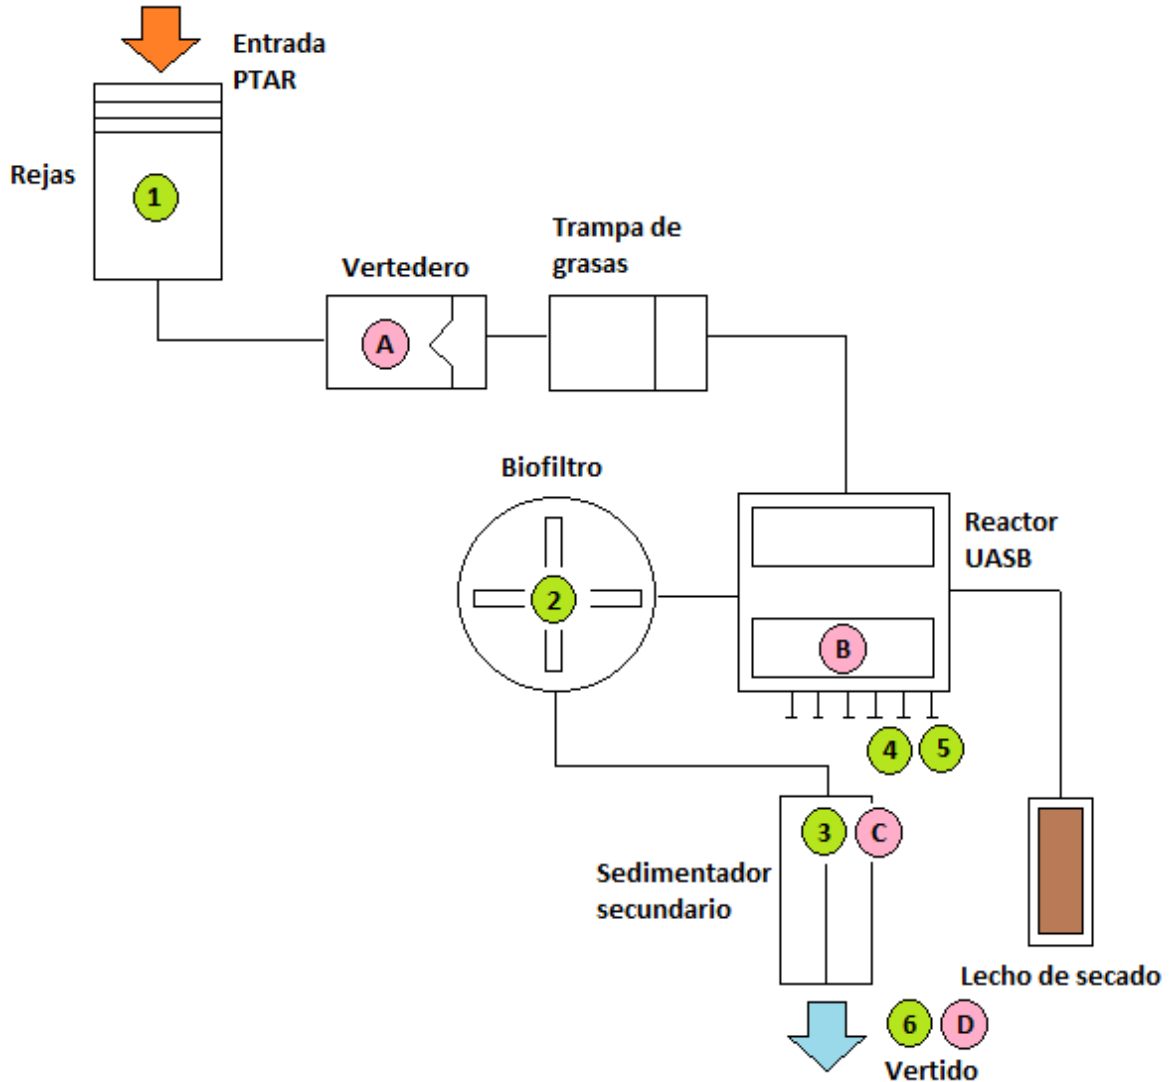 Entrada
PTAR
Rejas
1
Trampa de
grasas
Vertedero
A
Biofiltro
Reactor
UASB
2
B
4
5
3
C
Sedimentador
secundario
Lecho de secado
6
D
Vertido